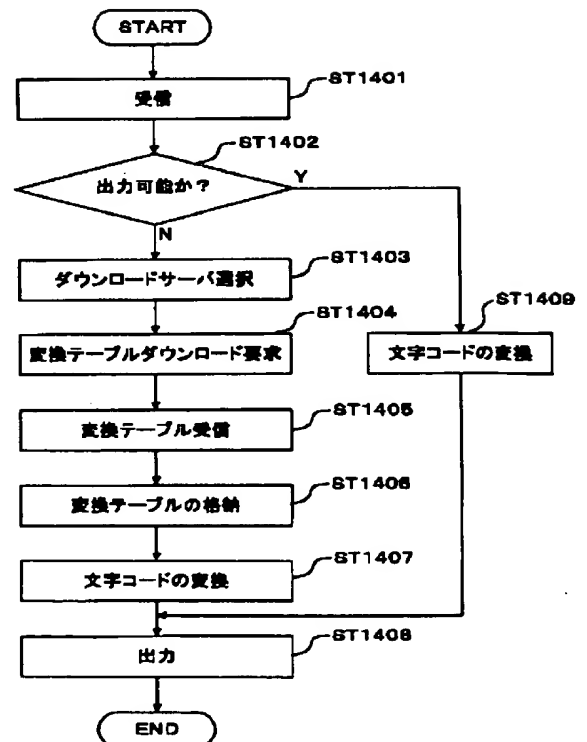 START
ST1401
受信
ST1402
出力可能か?
Y
N
ST1403
ダウンロードサーバ選択
ST1404
変換テーブルダウンロード要求
ST1409
文字コードの変換
ST1405
変換テーブル受信
ST1406
変換テーブルの格納
ST1407
文字コードの変換
ST1408
出力
END